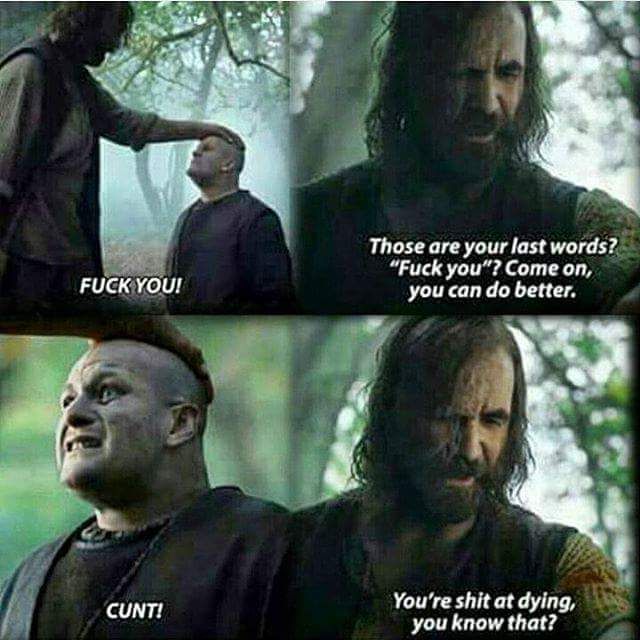 FUCK YOU!
Those are your last words?
"Fuck you"? Come on,
you can do better.
CUNT!
You're shit at dying,
you know that?